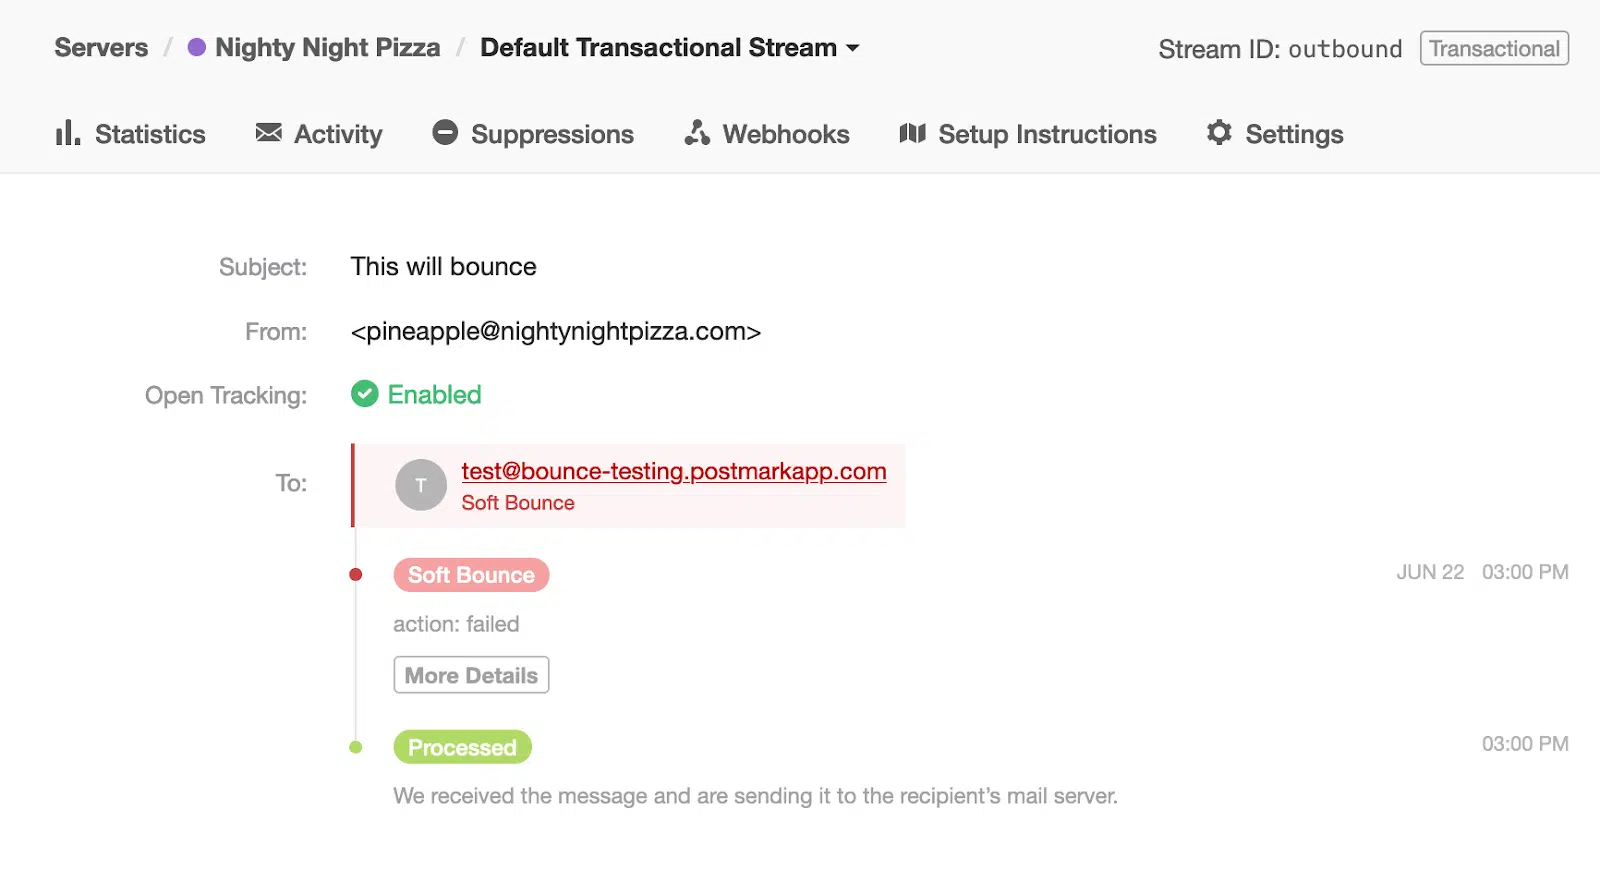 Servers / Nighty Night Pizza / Default Transactional Stream
Stream ID: outbound Transactional
Statistics Activity Suppressions Webhooks Setup Instructions Settings
Subject: This will bounce
From: <pineapple@nightynightpizza.com>
Open Tracking: Enabled
To: T test@bounce-testing.postmarkapp.com
Soft Bounce
Soft Bounce JUN 22 03:00 PM
action: failed
More Details
Processed 03:00 PM
We received the message and are sending it to the recipient’s mail server.